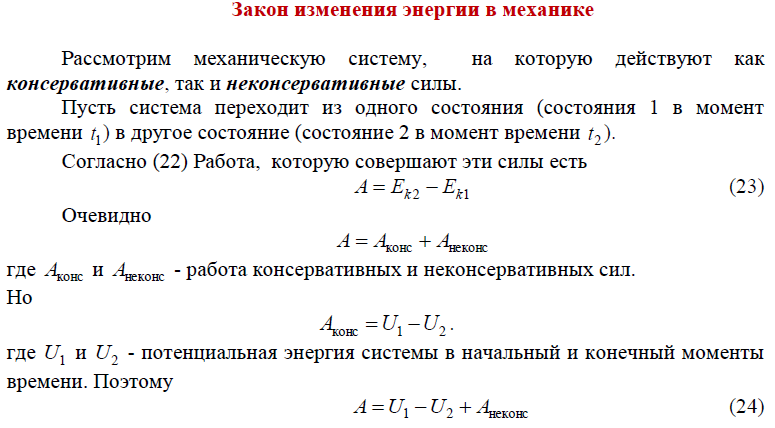 Закон изменения энергии в механике
Рассмотрим механическую систему, на которую действуют как
консервативные, так и неконсервативные силы.
Пусть система переходит из одного состояния (состояния 1 в момент
времени t₁) в другое состояние (состояние 2 в момент времени t₂).
Согласно (22) Работа, которую совершают эти силы есть
A = Eₖ₂ − Eₖ₁ (23)
Очевидно
A = Aконс + Aнеконс
где Aконс и Aнеконс - работа консервативных и неконсервативных сил.
Но
Aконс = U₁ − U₂.
где U₁ и U₂ - потенциальная энергия системы в начальный и конечный моменты
времени. Поэтому
A = U₁ − U₂ + Aнеконс (24)